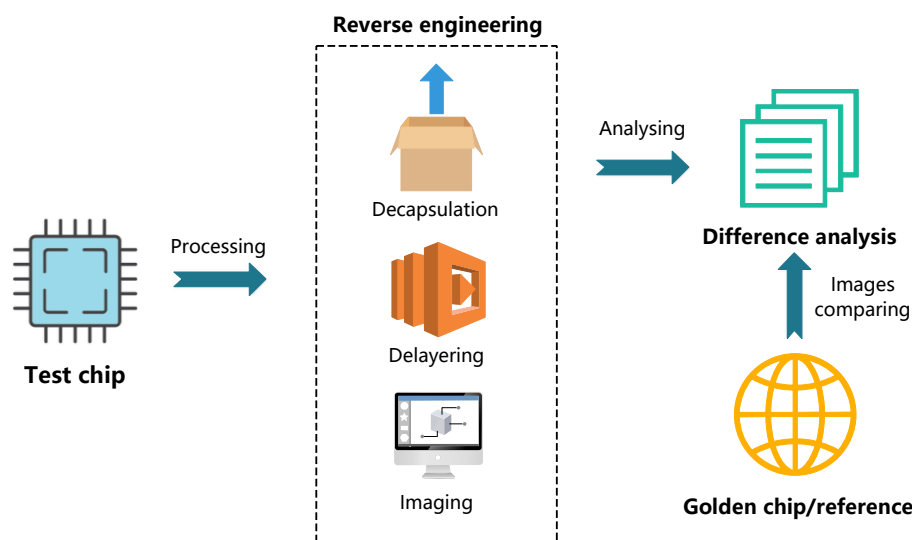 Reverse engineering
Decapsulation
Delayering
Imaging
Processing
Test chip
Analysing
Difference analysis
Images
comparing
Golden chip/reference